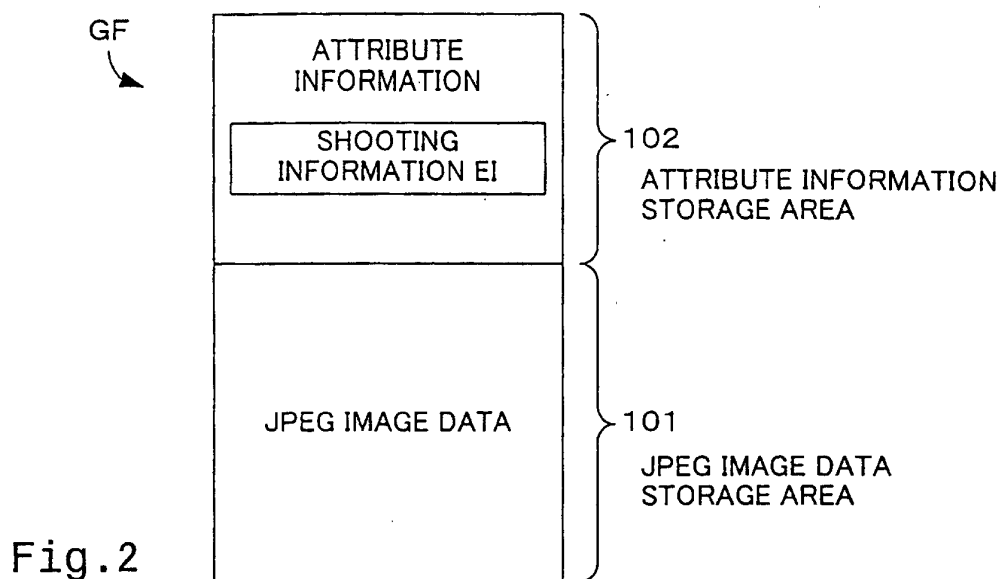 GF
ATTRIBUTE
INFORMATION
SHOOTING
INFORMATION EI
102
ATTRIBUTE INFORMATION
STORAGE AREA
JPEG IMAGE DATA
101
JPEG IMAGE DATA
STORAGE AREA
Fig.2